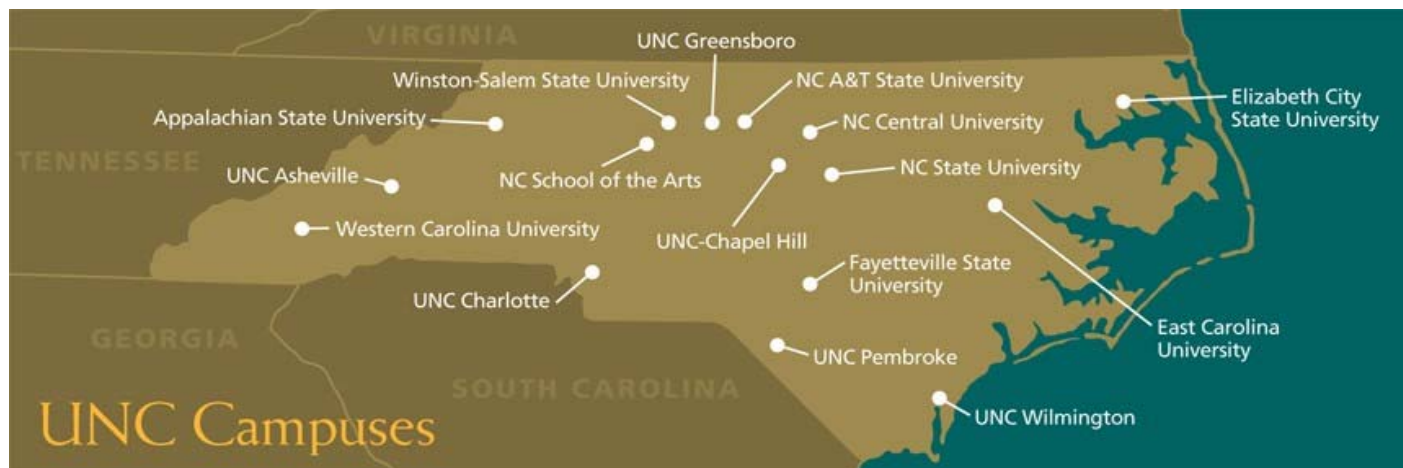 VIRGINIA
UNC Greensboro
Winston-Salem State University
NC A&T State University
Appalachian State University
NC Central University
Elizabeth City
State University
TENNESSEE
UNC Asheville
NC School of the Arts
NC State University
Western Carolina University
UNC-Chapel Hill
Fayetteville State
University
UNC Charlotte
GEORGIA
East Carolina
University
UNC Pembroke
SOUTH CAROLINA
UNC Wilmington
UNC Campuses